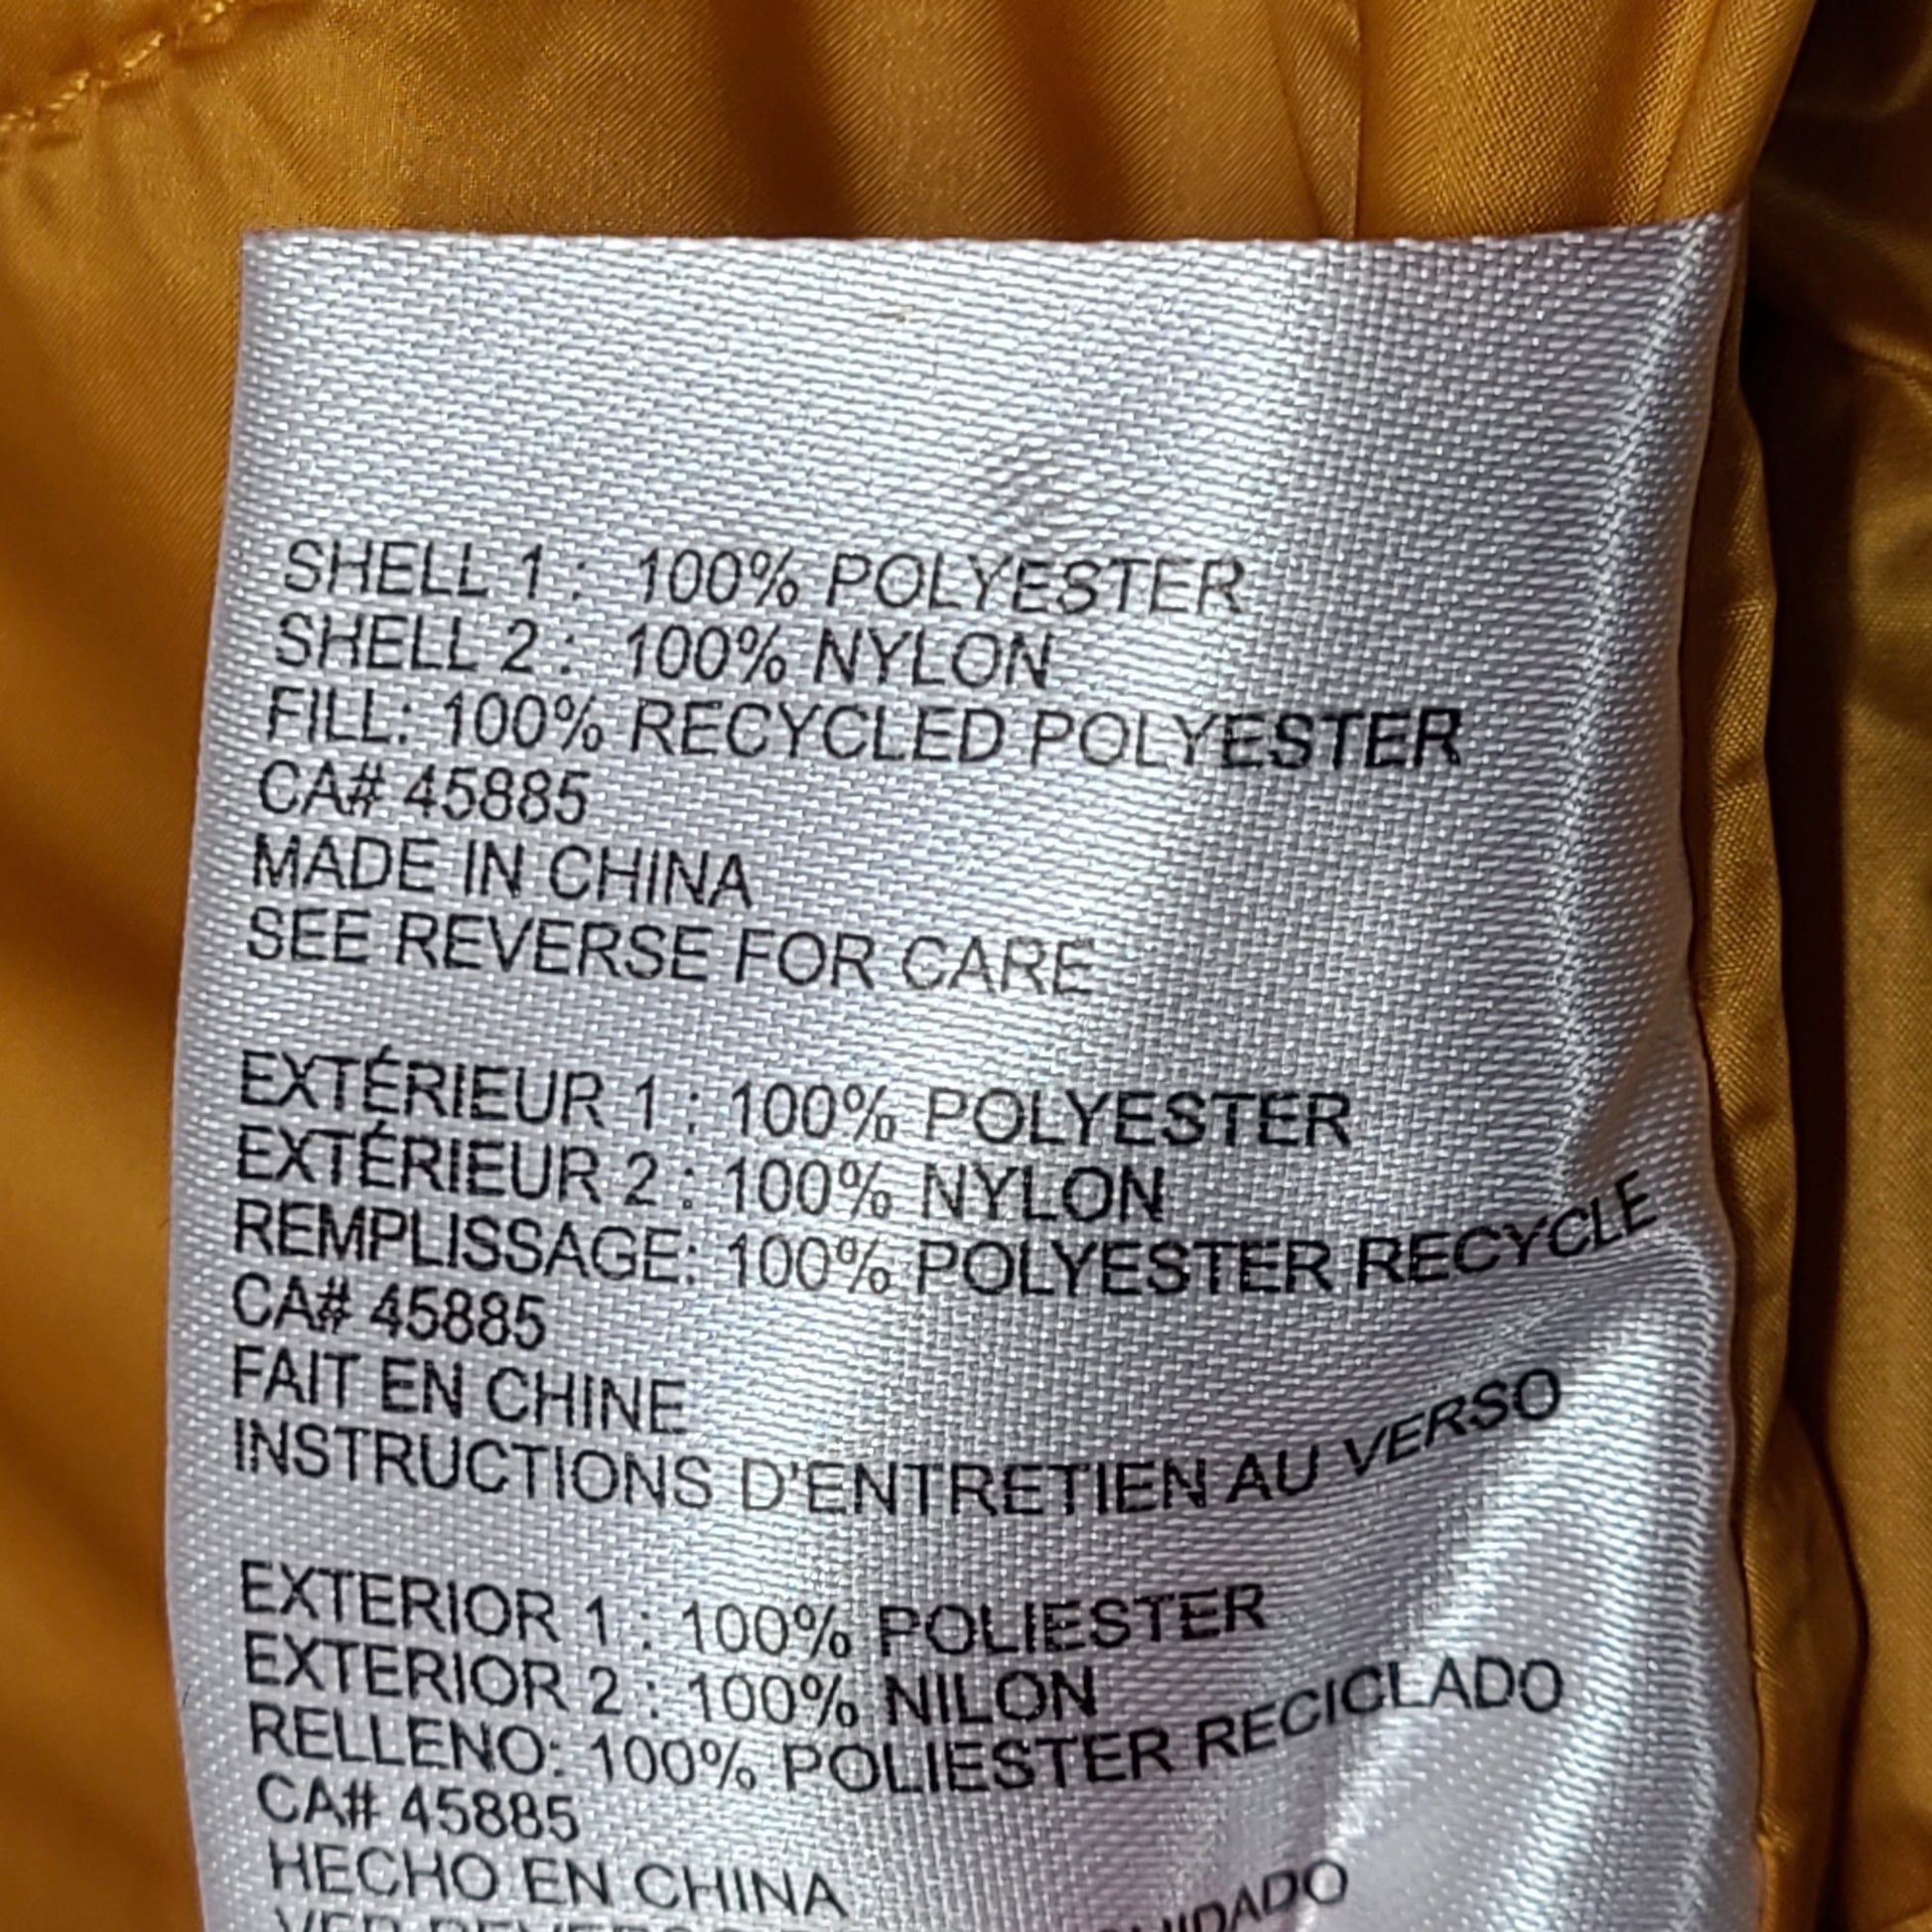 SHELL 1 : 100% POLYESTER
SHELL 2 : 100% NYLON
FILL: 100% RECYCLED POLYESTER
CA# 45885
MADE IN CHINA
SEE REVERSE FOR CARE
EXTÉRIEUR 1 : 100% POLYESTER
EXTÉRIEUR 2 : 100% NYLON
REMPLISSAGE: 100% POLYESTER RECYCLE
CA# 45885
FAIT EN CHINE
INSTRUCTIONS D'ENTRETIEN AU VERSO
EXTERIOR 1 : 100% POLIESTER
EXTERIOR 2 : 100% NILON
RELLENO: 100% POLIESTER RECICLADO
CA# 45885
HECHO EN CHINA